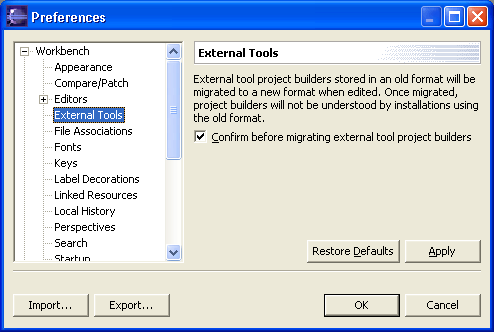 Preferences
Workbench
Appearance
Compare/Patch
Editors
External Tools
File Associations
Fonts
Keys
Label Decorations
Linked Resources
Local History
Perspectives
Search
Startup
External Tools
External tool project builders stored in an old format will be
migrated to a new format when edited. Once migrated,
project builders will not be understood by installations using
the old format.
Confirm before migrating external tool project builders
Restore Defaults
Apply
Import...
Export...
OK
Cancel